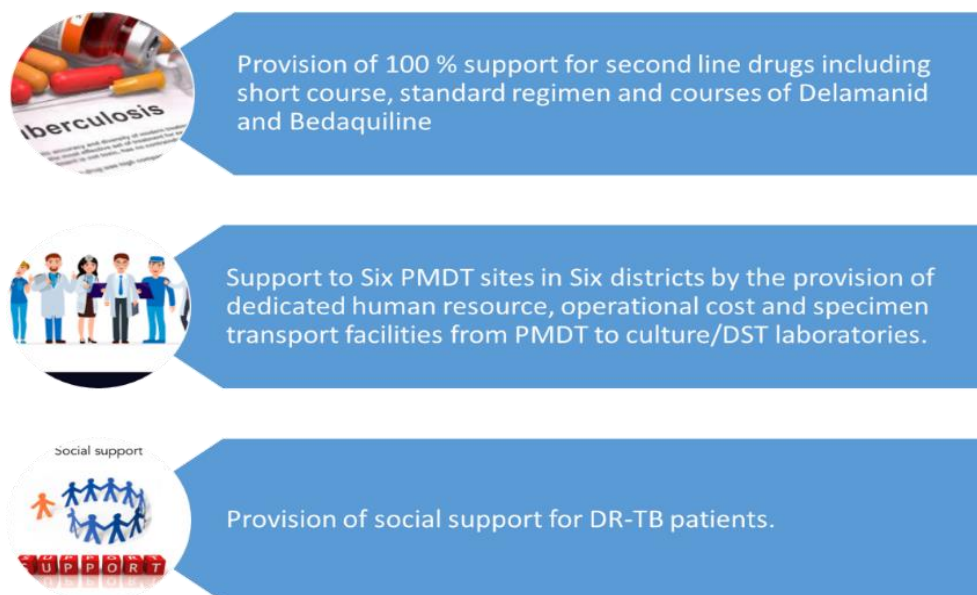 Provision of 100 % support for second line drugs including
short course, standard regimen and courses of Delamanid
and Bedaquiline
uberculosis
Support to Six PMDT sites in Six districts by the provision of
dedicated human resource, operational cost and specimen
transport facilities from PMDT to culture/DST laboratories.
Social support
SUPPORT
Provision of social support for DR-TB patients.